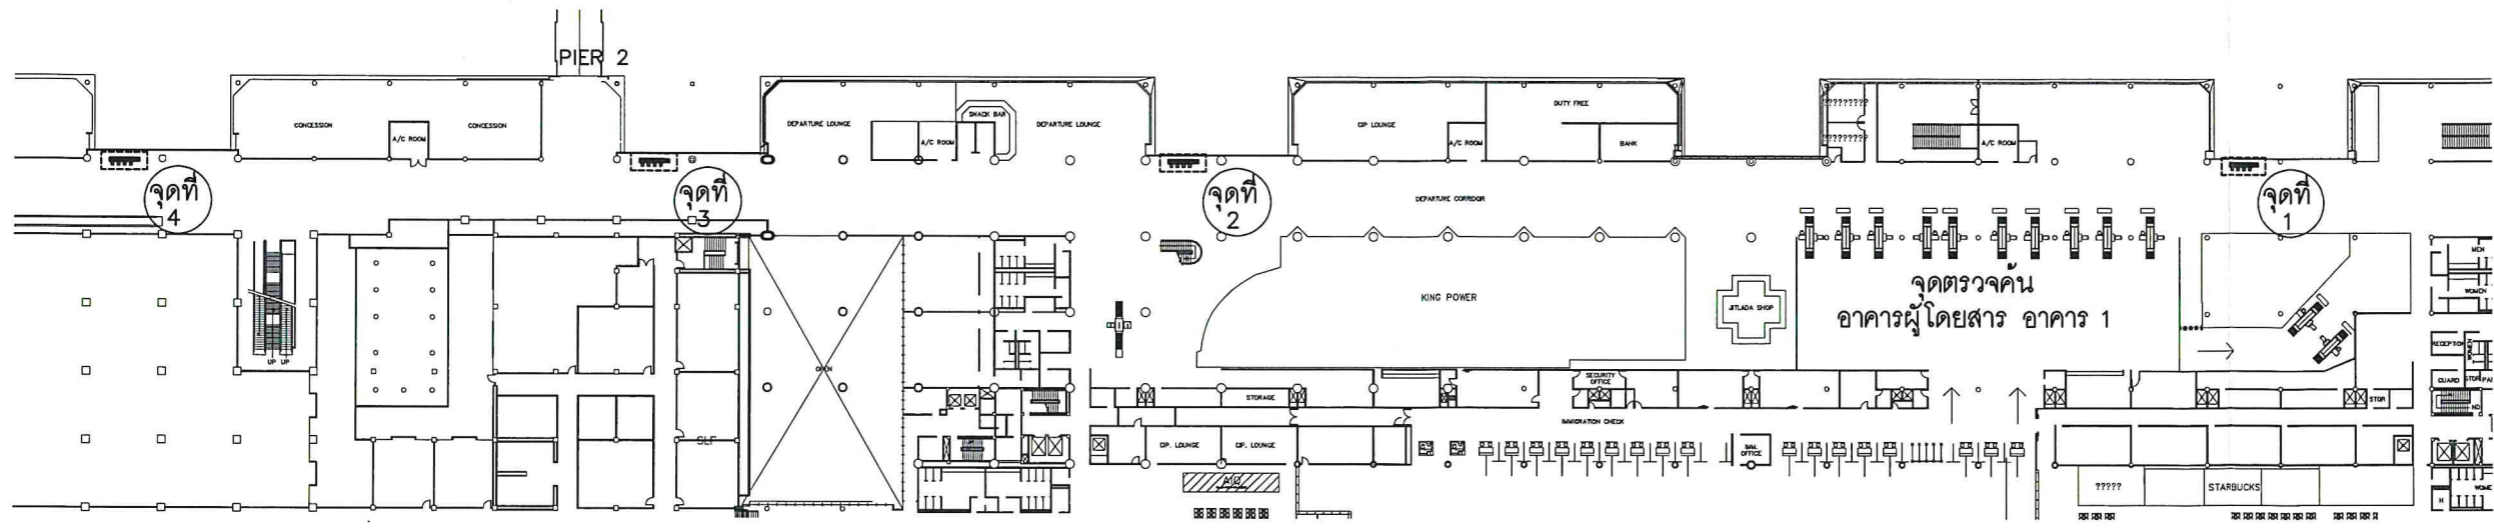 PIER 2
CONCESSION
A/C ROOM
CONCESSION
DEPARTURE LOUNGE
SNACK BAR
A/C ROOM
DEPARTURE LOUNGE
CIP LOUNGE
A/C ROOM
DUTY FREE
BANK
????????
????????
A/C ROOM
จุดที่
4
จุดที่
3
จุดที่
2
จุดที่
1
DEPARTURE CORRIDOR
KING POWER
JITLADA SHOP
จุดตรวจค้น
อาคารผู้โดยสาร อาคาร 1
MEN
WOMEN
RECEPTION
WOMEN
GUARD
STOR
UP UP
OPEN
SLF
STORAGE
SECURITY
OFFICE
IMMIGRATION CHECK
STOR
CIP. LOUNGE
CIP. LOUNGE
IMM.
OFFICE
A/C
?????
STARBUCKS
H
WOME